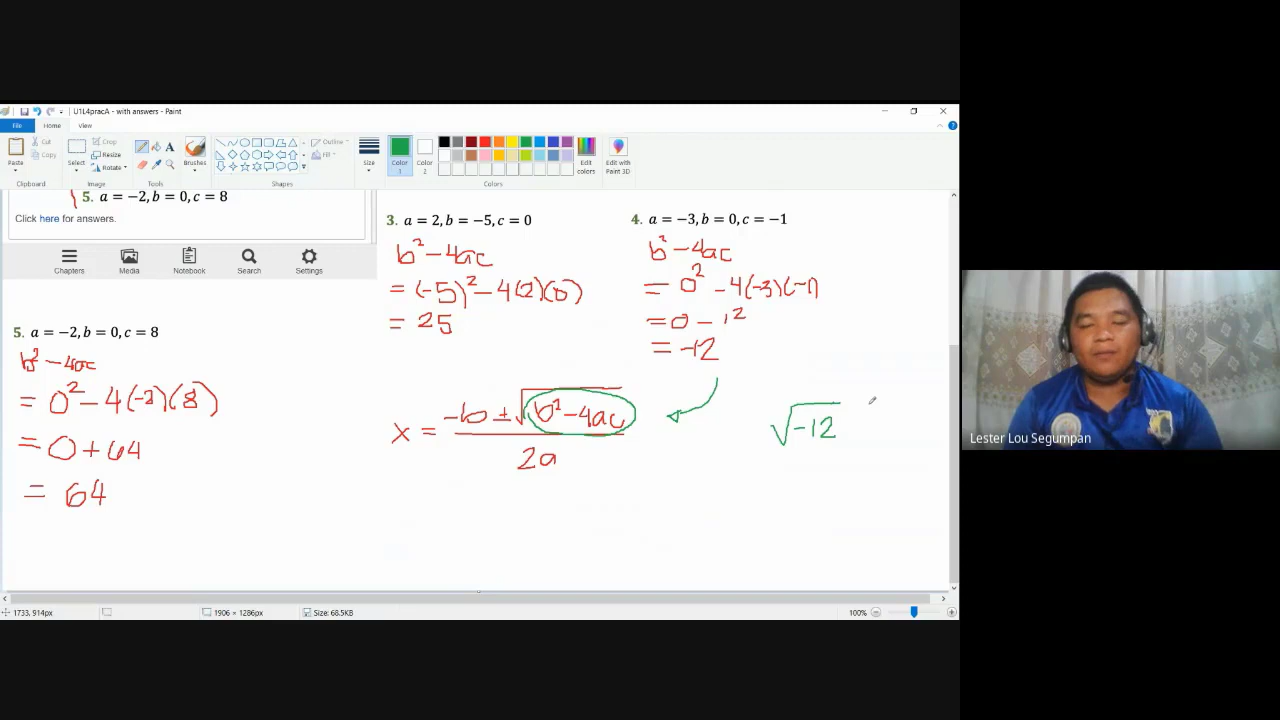 U1L4pracA - with answers - Paint
File Home View
Paste Cut Copy Clipboard
Select Crop Resize Rotate Image
Tools
Brushes
Outline Fill Shapes
Size
Color 1 Color 2 Edit colors Colors
Edit with Paint 3D
5. a = −2, b = 0, c = 8
Click here for answers.
Chapters Media Notebook Search Settings
5. a = −2, b = 0, c = 8
b² − 4ac
= 0² − 4(−2)(8)
= 0 + 64
= 64
3. a = 2, b = −5, c = 0
b² − 4ac
= (−5)² − 4(2)(0)
= 25
4. a = −3, b = 0, c = −1
b² − 4ac
= 0² − 4(−3)(−1)
= 0 − 12
= −12
x = −b ± √b² − 4ac
2a
√−12
Lester Lou Segumpan
1733, 914px 1906 × 1286px Size: 68.5KB 100%